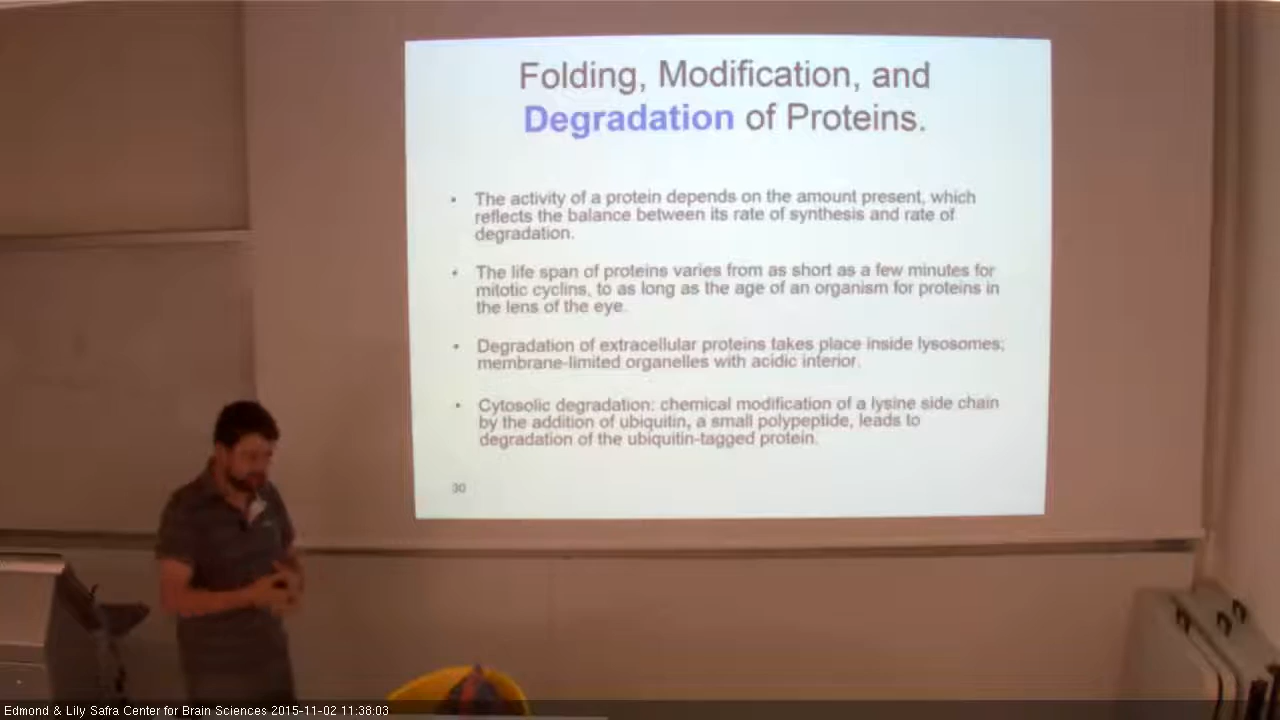 Folding, Modification, and
Degradation of Proteins.
• The activity of a protein depends on the amount present, which
reflects the balance between its rate of synthesis and rate of
degradation.
• The life span of proteins varies from as short as a few minutes for
mitotic cyclins, to as long as the age of an organism for proteins in
the lens of the eye.
• Degradation of extracellular proteins takes place inside lysosomes;
membrane-limited organelles with acidic interior.
• Cytosolic degradation: chemical modification of a lysine side chain
by the addition of ubiquitin, a small polypeptide, leads to
degradation of the ubiquitin-tagged protein.
30
Edmond & Lily Safra Center for Brain Sciences 2015-11-02 11:38:03